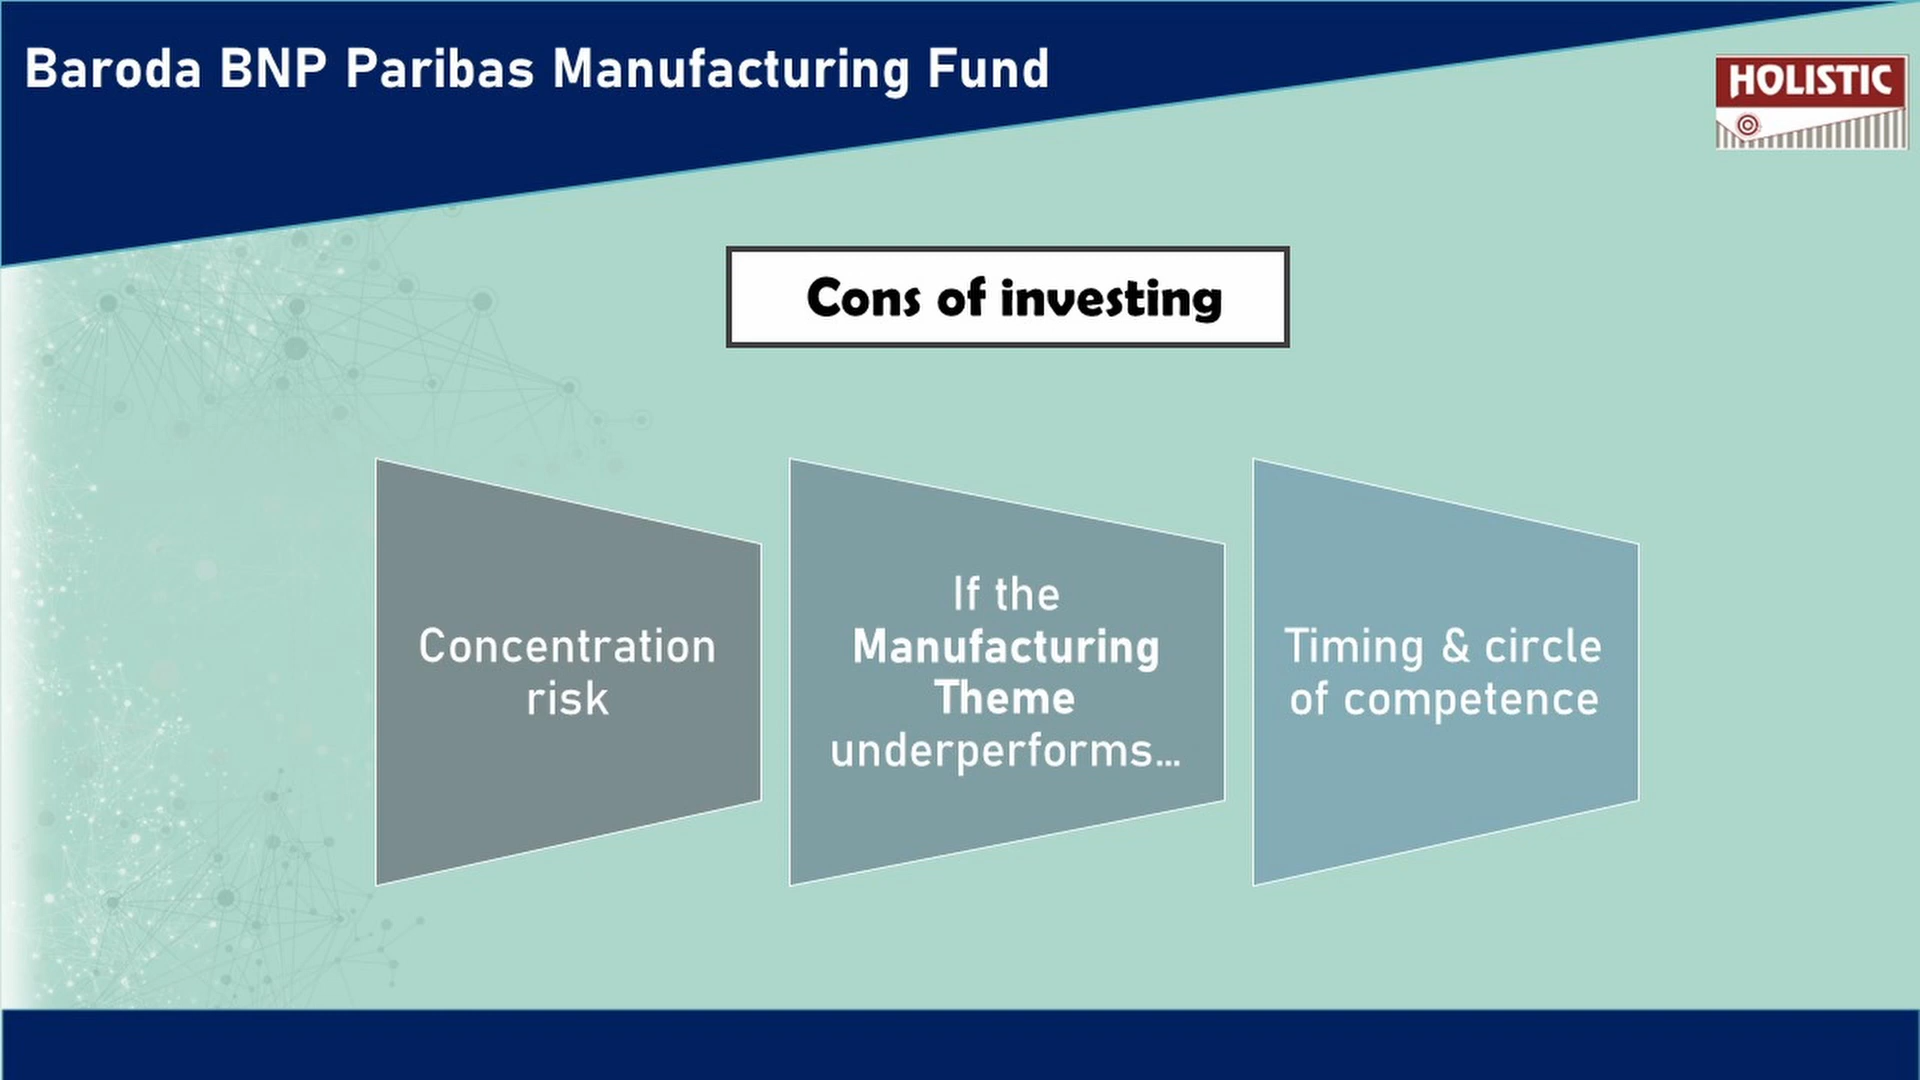 Baroda BNP Paribas Manufacturing Fund
HOLISTIC
Cons of investing
Concentration
risk
If the
Manufacturing
Theme
underperforms...
Timing & circle
of competence